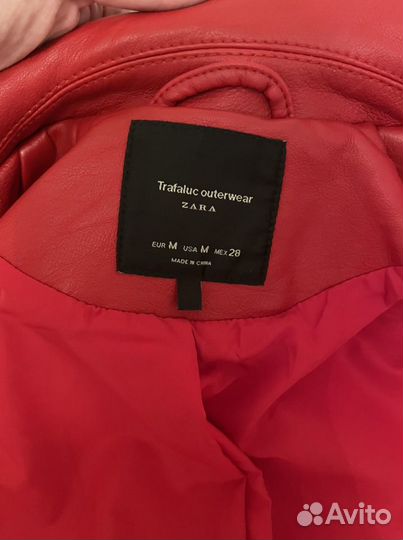 Trafaluc outerwear
ZARA
EUR M USA M MEX 28
MADE IN CHINA
Avito